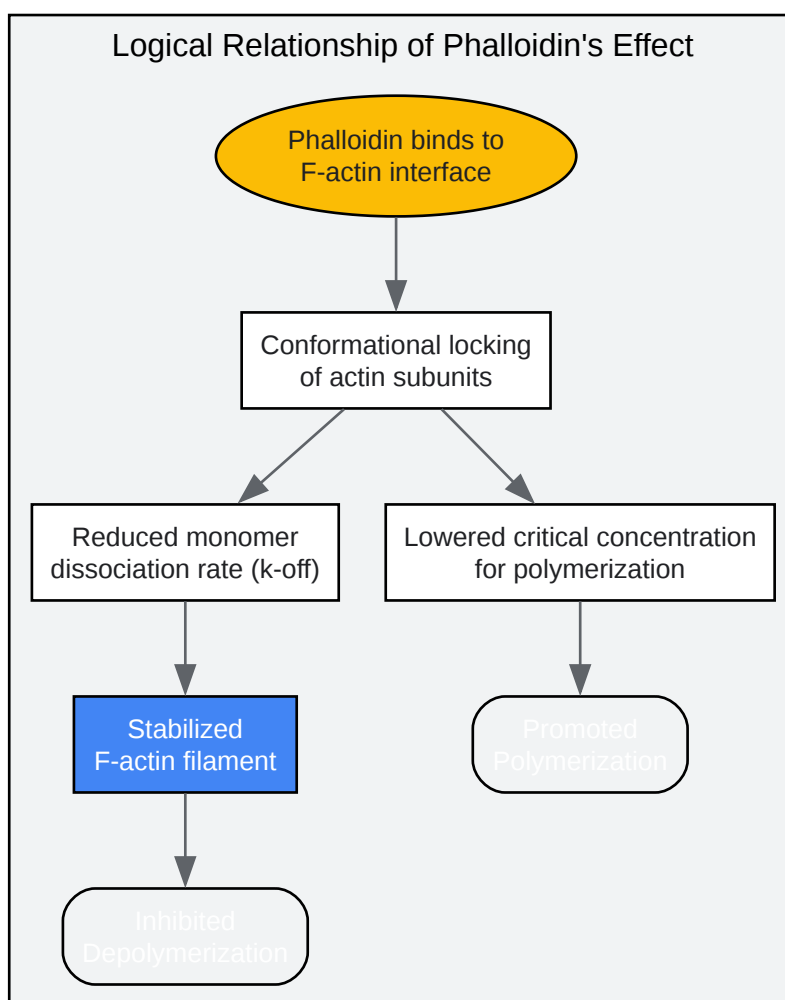 Logical Relationship of Phalloidin's Effect
Phalloidin binds to
F-actin interface
Conformational locking
of actin subunits
Reduced monomer
dissociation rate (k-off)
Lowered critical concentration
for polymerization
Stabilized
F-actin filament
Promoted
Polymerization
Inhibited
Depolymerization